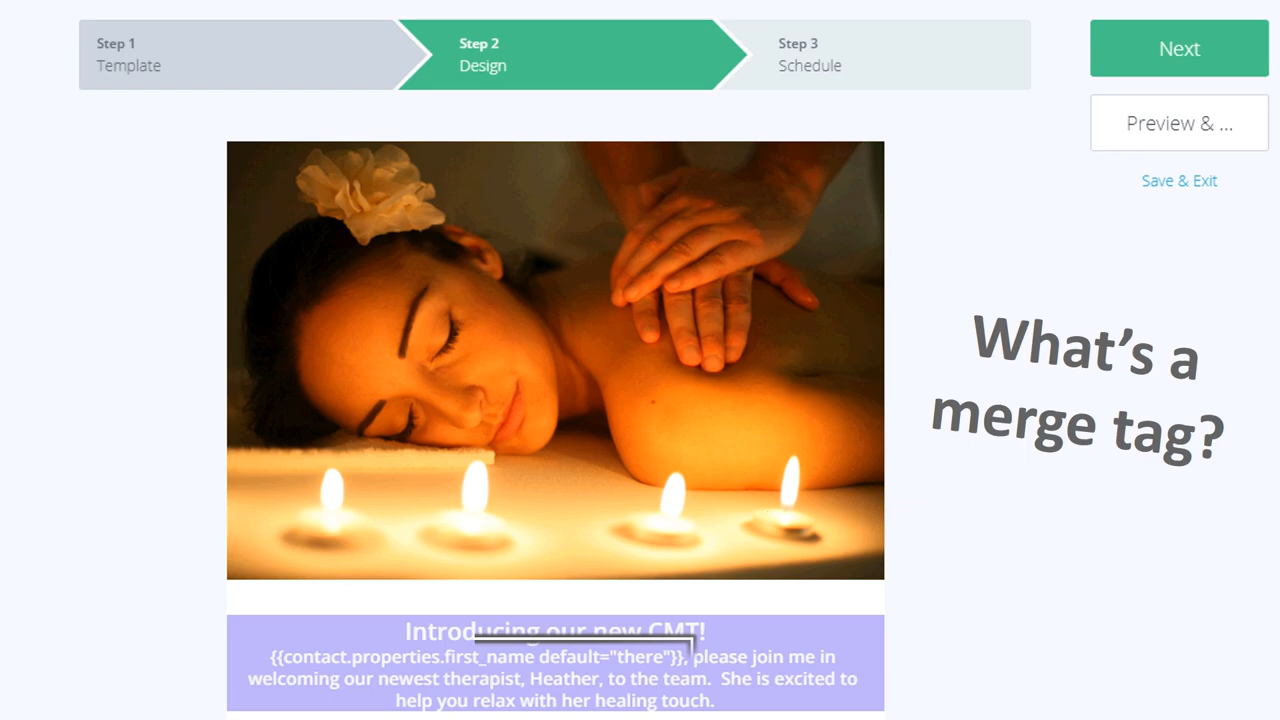 Step 1
Template
Step 2
Design
Step 3
Schedule
Next
Preview & ...
Save & Exit
What’s a
merge tag?
Introducing our new CMT!
{{contact.properties.first_name default="there"}}, please join me in
welcoming our newest therapist, Heather, to the team.  She is excited to
help you relax with her healing touch.